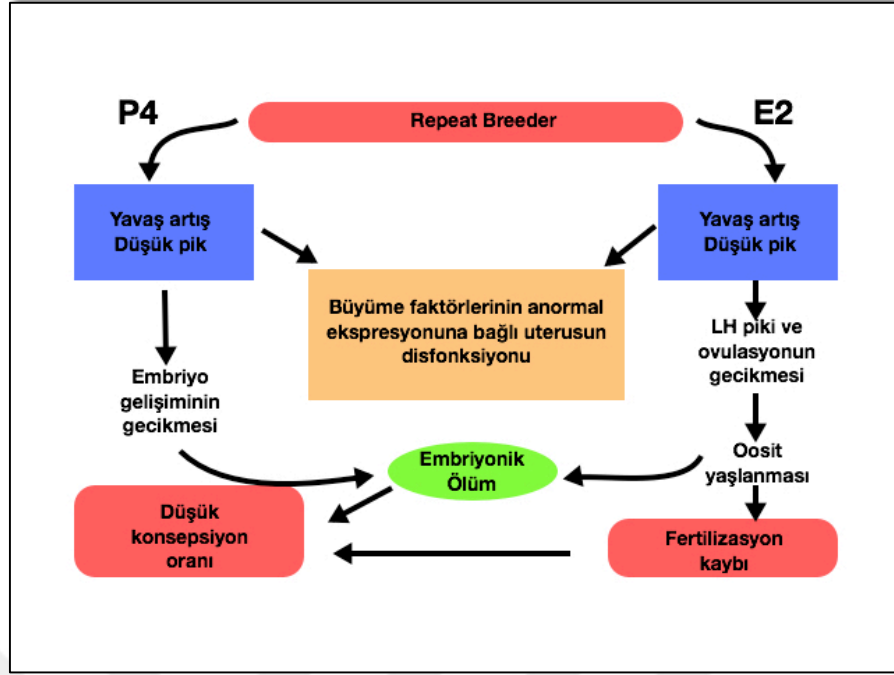 P4
Repeat Breeder
E2
Yavaş artış
Düşük pik
Yavaş artış
Düşük pik
Büyüme faktörlerinin anormal
ekspresyonuna bağlı uterusun
disfonksiyonu
LH piki ve
ovulasyonun
gecikmesi
Embriyo
gelişiminin
gecikmesi
Embriyonik
Ölüm
Oosit
yaşlanması
Düşük
konsepsiyon
oranı
Fertilizasyon
kaybı